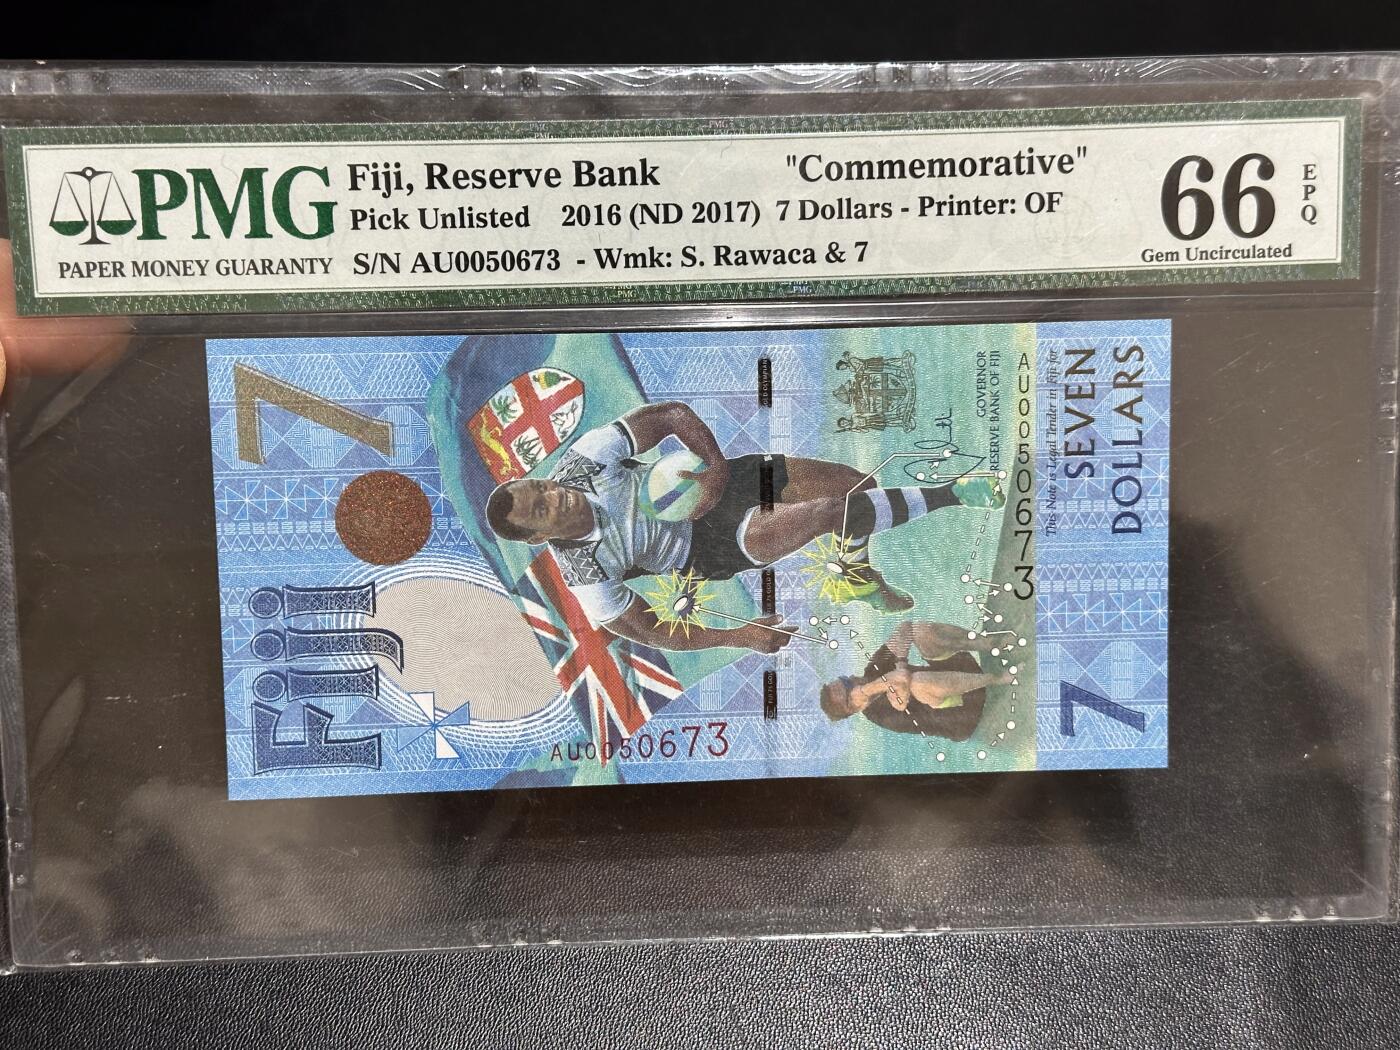 PMG
PAPER MONEY GUARANTY
Fiji, Reserve Bank "Commemorative"
Pick Unlisted 2016 (ND 2017) 7 Dollars - Printer: OF
S/N AU0050673 - Wmk: S. Rawaca & 7
66
EPQ
Gem Uncirculated
7
Fiji
AU0050673
GOVERNOR
RESERVE BANK OF FIJI
AU0050673
This Note is Legal Tender in Fiji for
SEVEN
DOLLARS
7